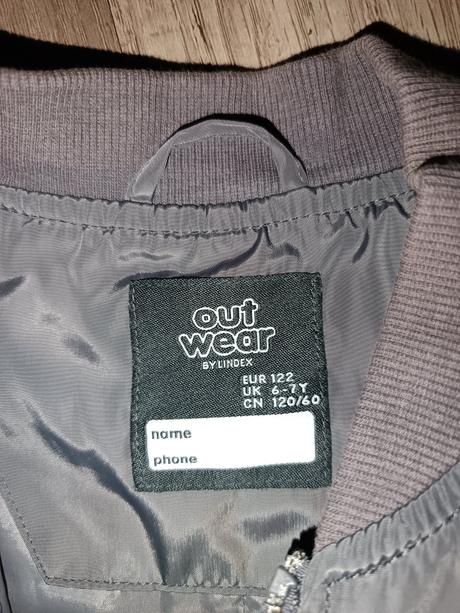 out
wear
BY LINDEX
EUR 122
UK 6-7Y
CN 120/60
name
phone